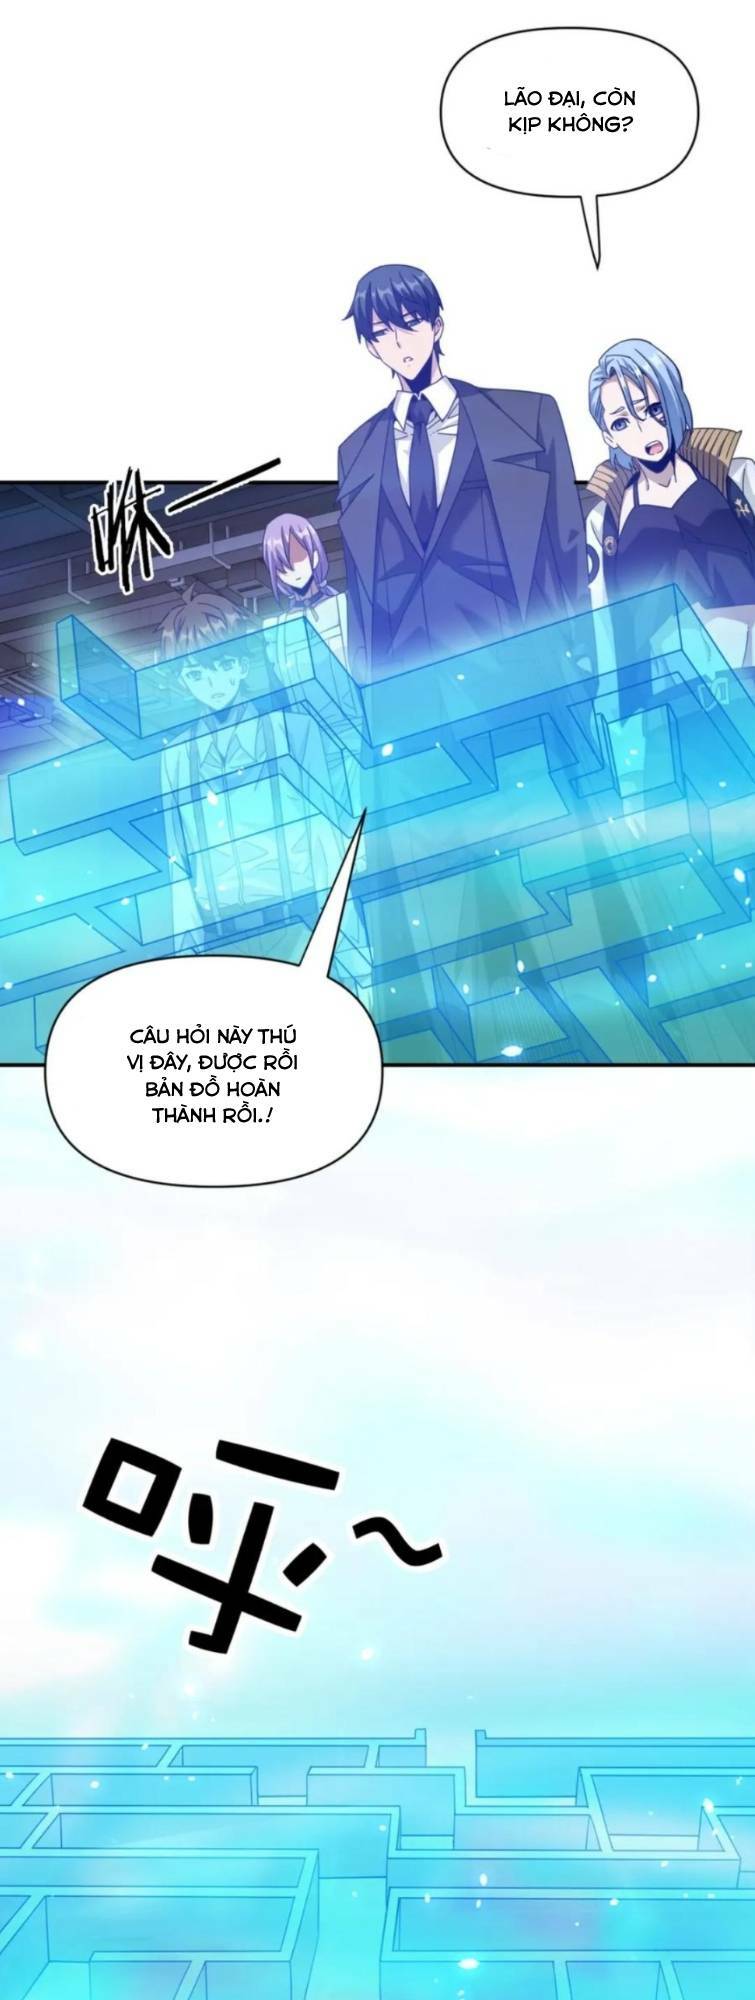 LÃO ĐẠI, CÒN
KỊP KHÔNG?
咻
CÂU HỎI NÀY THÚ
VỊ ĐÂY, ĐƯỢC RỒI
BẢN ĐỒ HOÀN
THÀNH RỒI.!
呼~